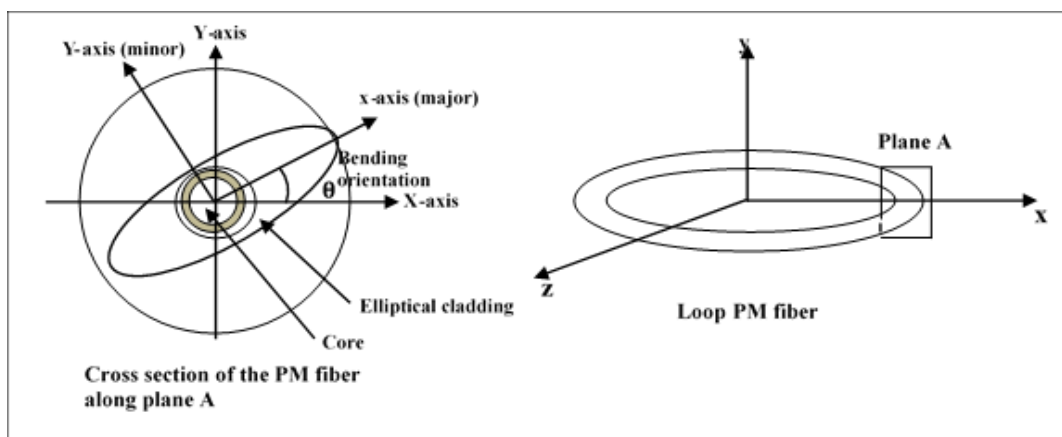 Y-axis
Y-axis (minor)
x-axis (major)
Bending
orientation
θ
X-axis
Elliptical cladding
Core
Cross section of the PM fiber
along plane A
y
Plane A
x
z
Loop PM fiber